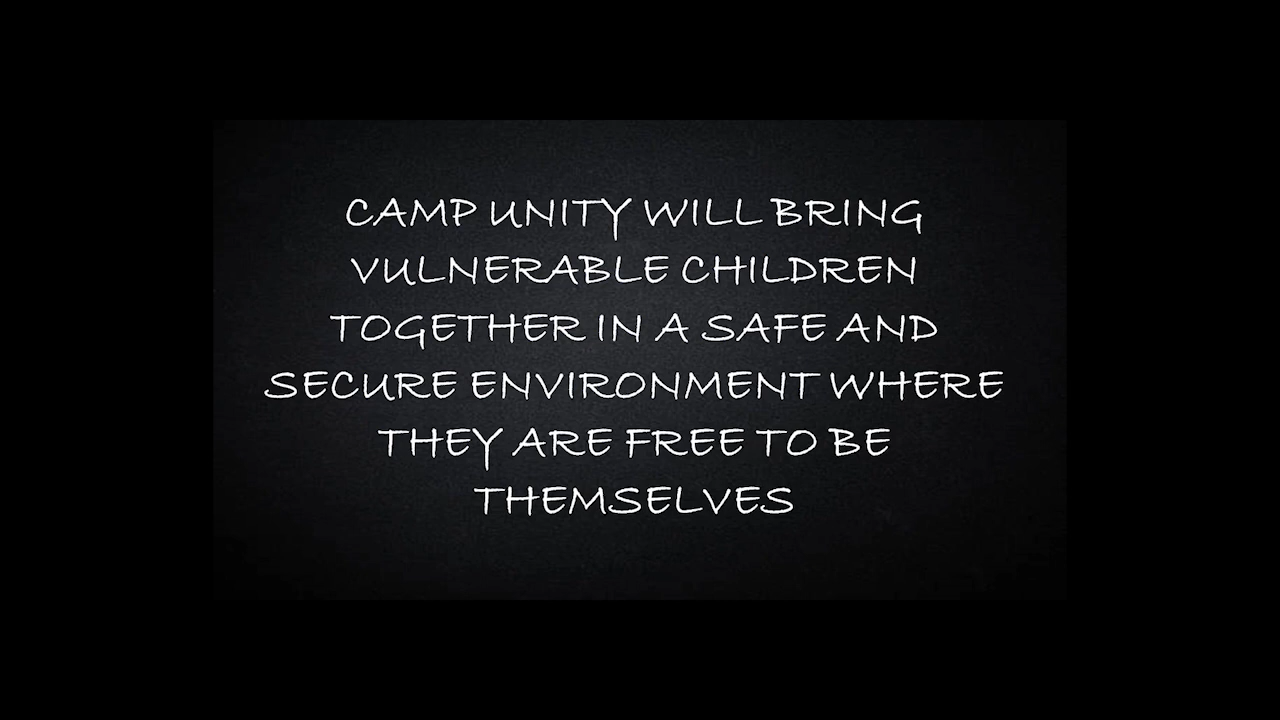 CAMP UNITY WILL BRING
VULNERABLE CHILDREN
TOGETHER IN A SAFE AND
SECURE ENVIRONMENT WHERE
THEY ARE FREE TO BE
THEMSELVES